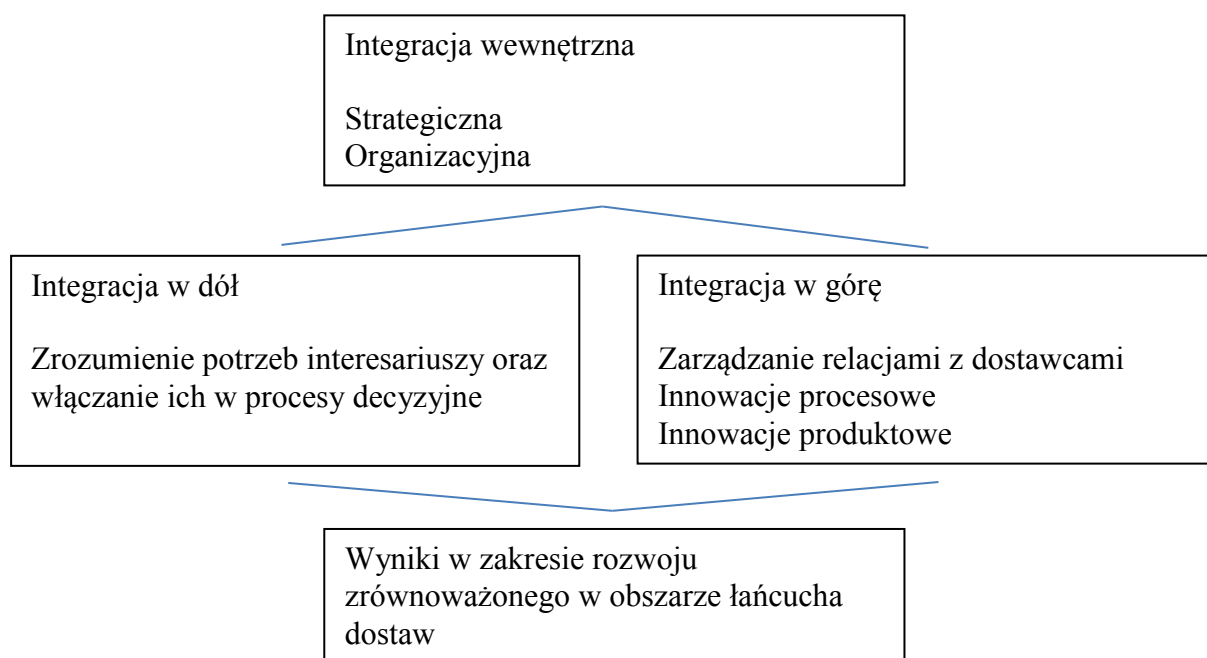 Integracja wewnętrzna
Strategiczna
Organizacyjna
Integracja w dół
Zrozumienie potrzeb interesariuszy oraz
włączanie ich w procesy decyzyjne
Integracja w górę
Zarządzanie relacjami z dostawcami
Innowacje procesowe
Innowacje produktowe
Wyniki w zakresie rozwoju
zrównoważonego w obszarze łańcucha
dostaw